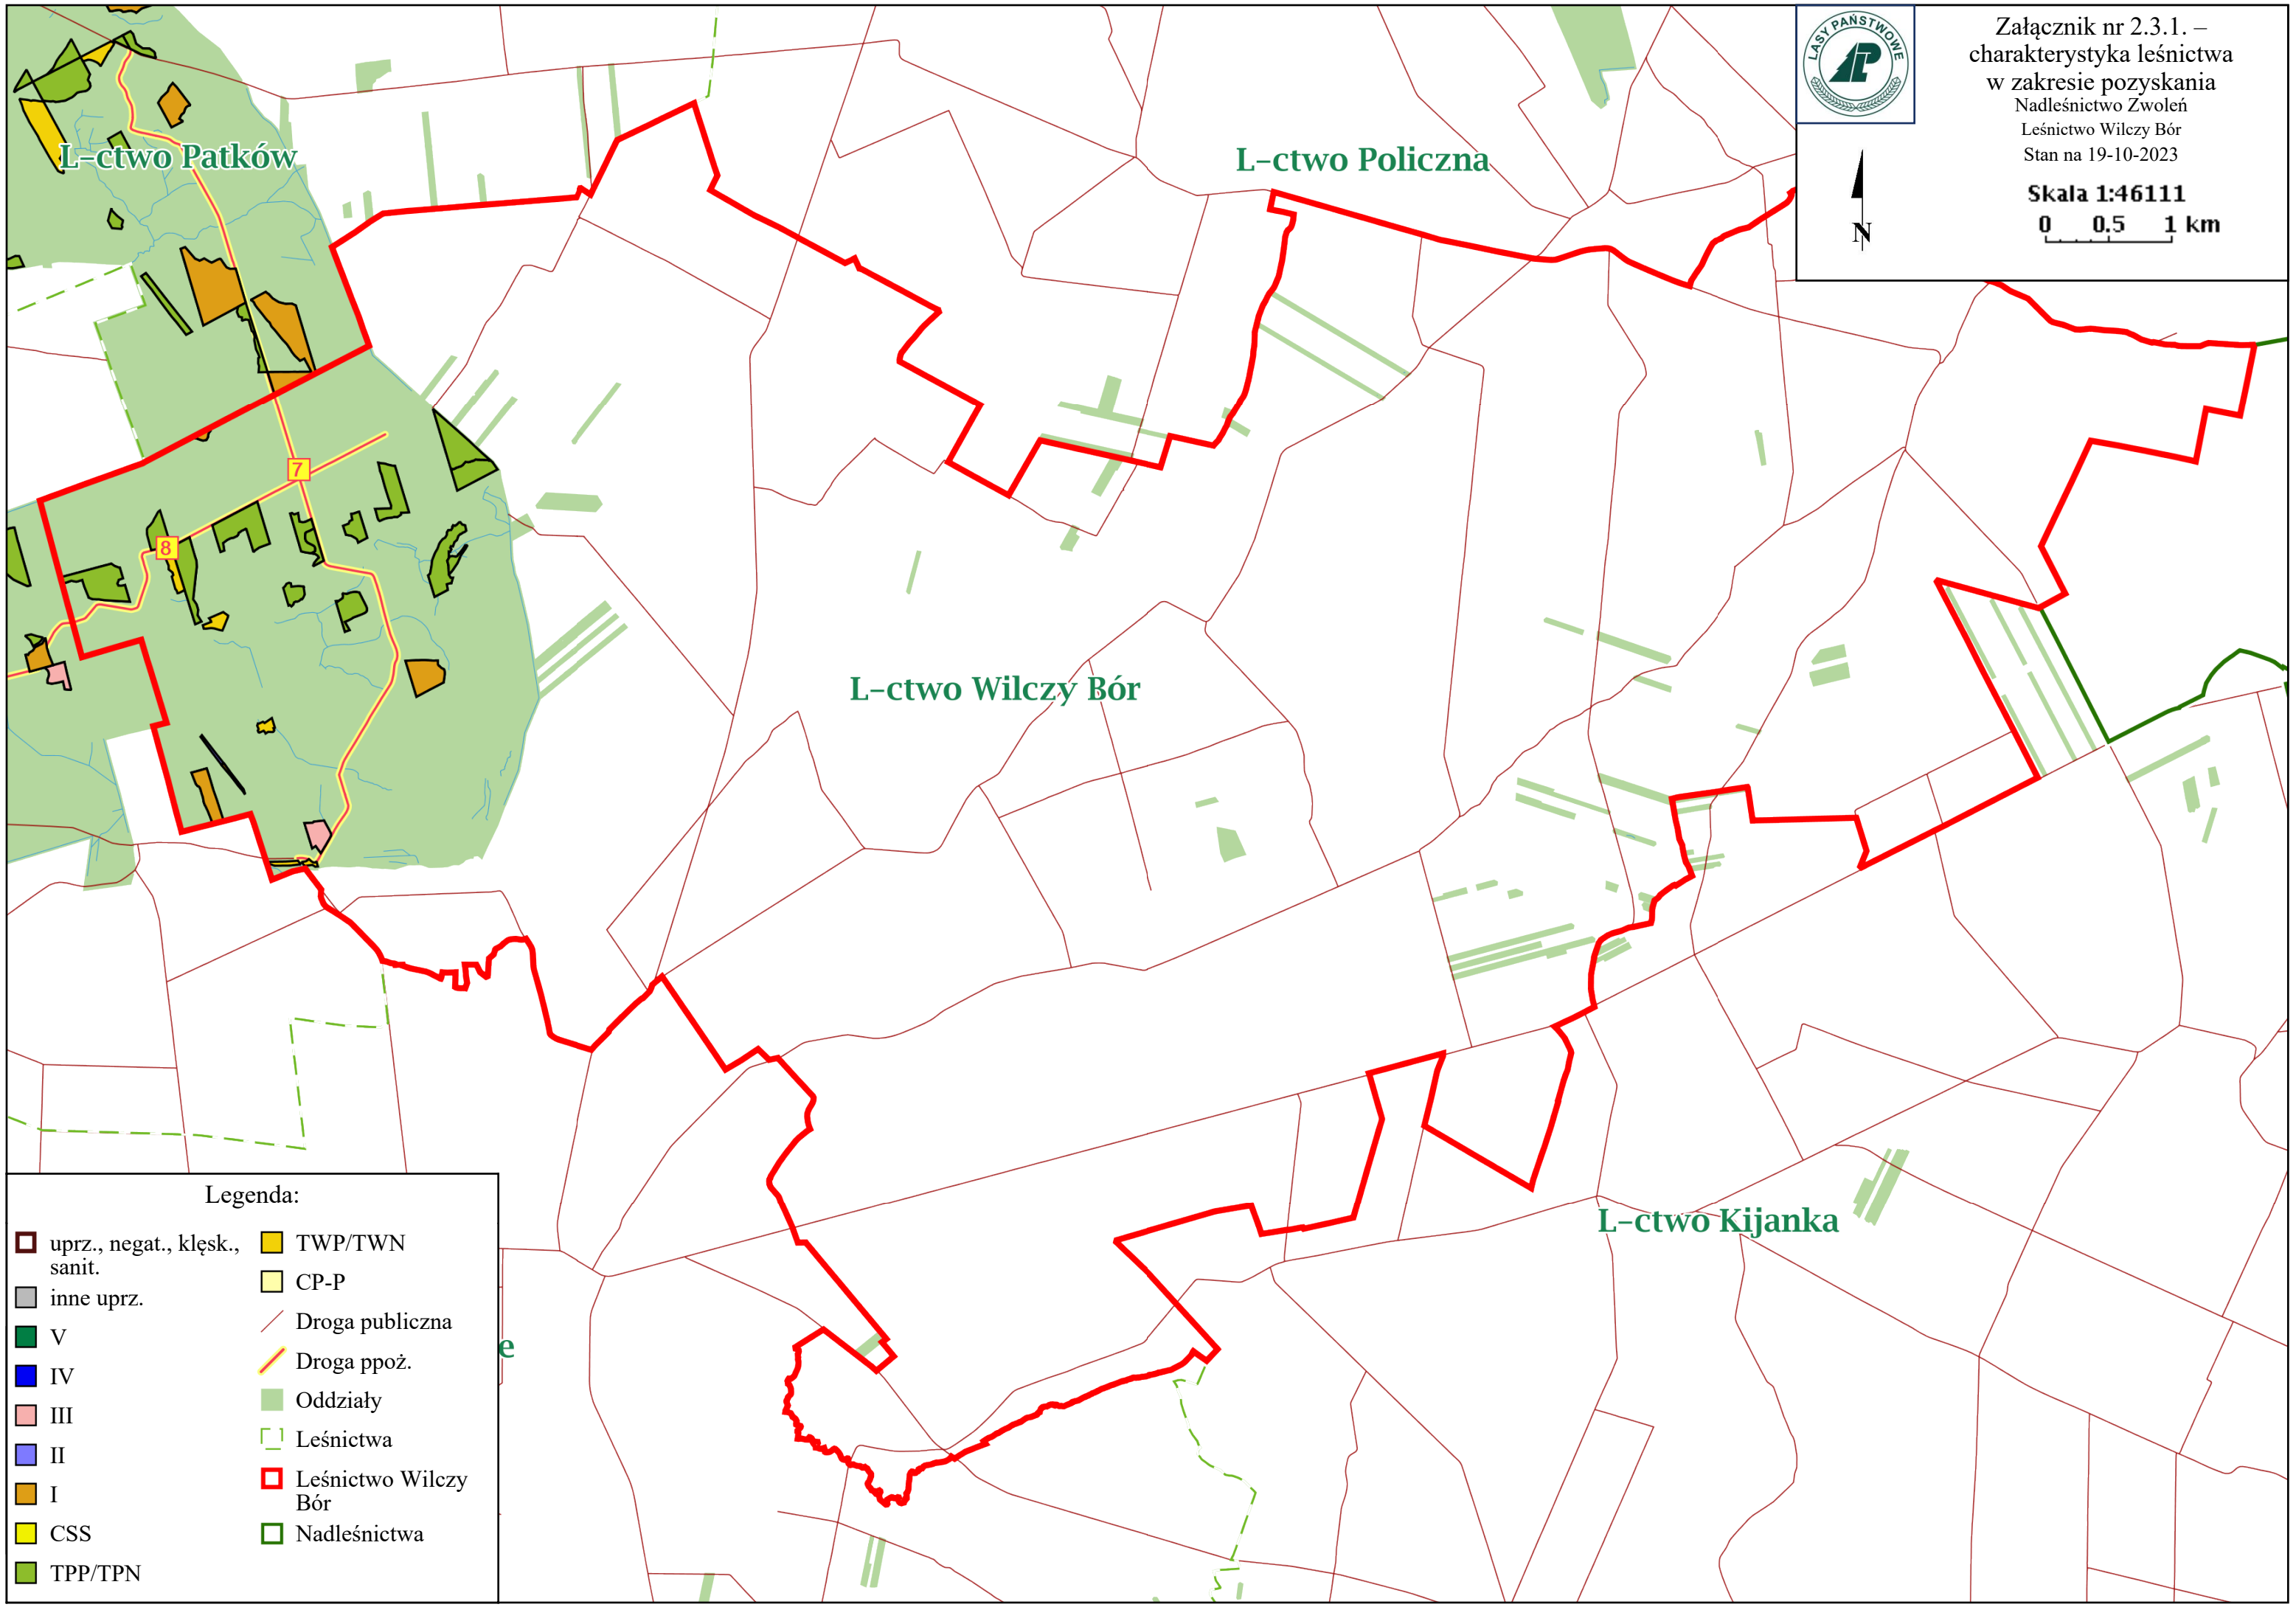 LASY PAŃSTWOWE
LP
Załącznik nr 2.3.1. –
charakterystyka leśnictwa
w zakresie pozyskania
Nadleśnictwo Zwoleń
Leśnictwo Wilczy Bór
Stan na 19-10-2023
Skala 1:46111
0 0.5 1 km
N
L-ctwo Patków
L-ctwo Policzna
7
8
L-ctwo Wilczy Bór
L-ctwo Kijanka
e
Legenda:
uprz., negat., klęsk.,
sanit.
inne uprz.
V
IV
III
II
I
CSS
TPP/TPN
TWP/TWN
CP-P
Droga publiczna
Droga ppoż.
Oddziały
Leśnictwa
Leśnictwo Wilczy
Bór
Nadleśnictwa